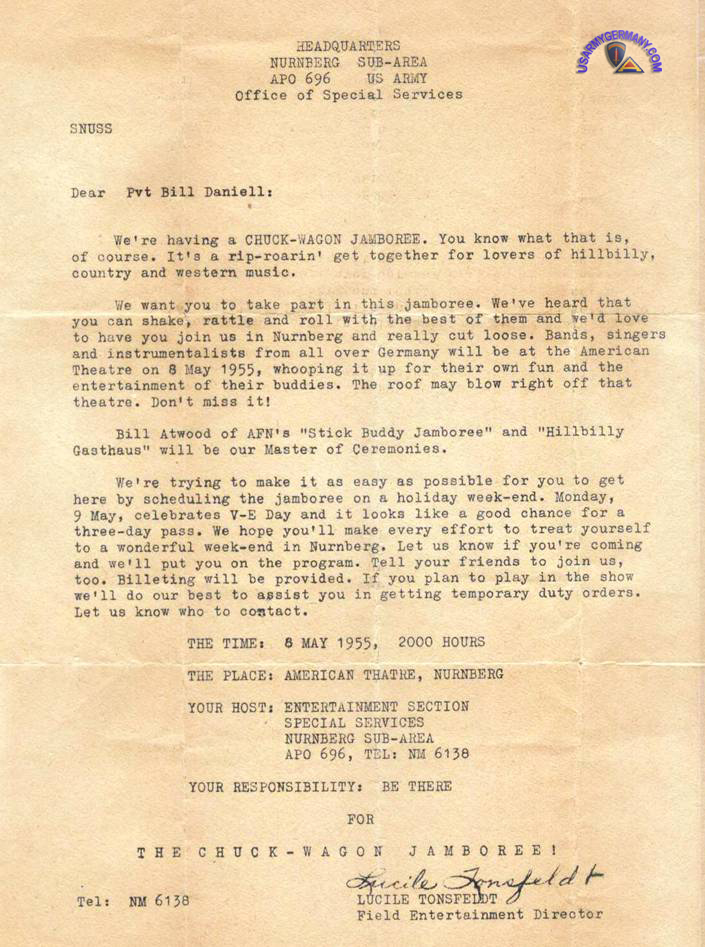 HEADQUARTERS
NURNBERG SUB-AREA
APO 696 US ARMY
Office of Special Services
USARMYGERMANY.COM
SNUSS
Dear Pvt Bill Daniell:
We're having a CHUCK-WAGON JAMBOREE. You know what that is,
of course. It's a rip-roarin' get together for lovers of hillbilly,
country and western music.
We want you to take part in this jamboree. We've heard that
you can shake, rattle and roll with the best of them and we'd love
to have you join us in Nurnberg and really cut loose. Bands, singers
and instrumentalists from all over Germany will be at the American
Theatre on 8 May 1955, whooping it up for their own fun and the
entertainment of their buddies. The roof may blow right off that
theatre. Don't miss it!
Bill Atwood of AFN's "Stick Buddy Jamboree" and "Hillbilly
Gasthaus" will be our Master of Ceremonies.
We're trying to make it as easy as possible for you to get
here by scheduling the jamboree on a holiday week-end. Monday,
9 May, celebrates V-E Day and it looks like a good chance for a
three-day pass. We hope you'll make every effort to treat yourself
to a wonderful week-end in Nurnberg. Let us know if you're coming
and we'll put you on the program. Tell your friends to join us,
too. Billeting will be provided. If you plan to play in the show
we'll do our best to assist you in getting temporary duty orders.
Let us know who to contact.
THE TIME: 8 MAY 1955, 2000 HOURS
THE PLACE: AMERICAN THATRE, NURNBERG
YOUR HOST: ENTERTAINMENT SECTION
SPECIAL SERVICES
NURNBERG SUB-AREA
APO 696, TEL: NM 6138
YOUR RESPONSIBILITY: BE THERE
FOR
THE CHUCK-WAGON JAMBOREE!
Lucile Tonsfeldt
Tel: NM 6138
LUCILE TONSFELDT
Field Entertainment Director